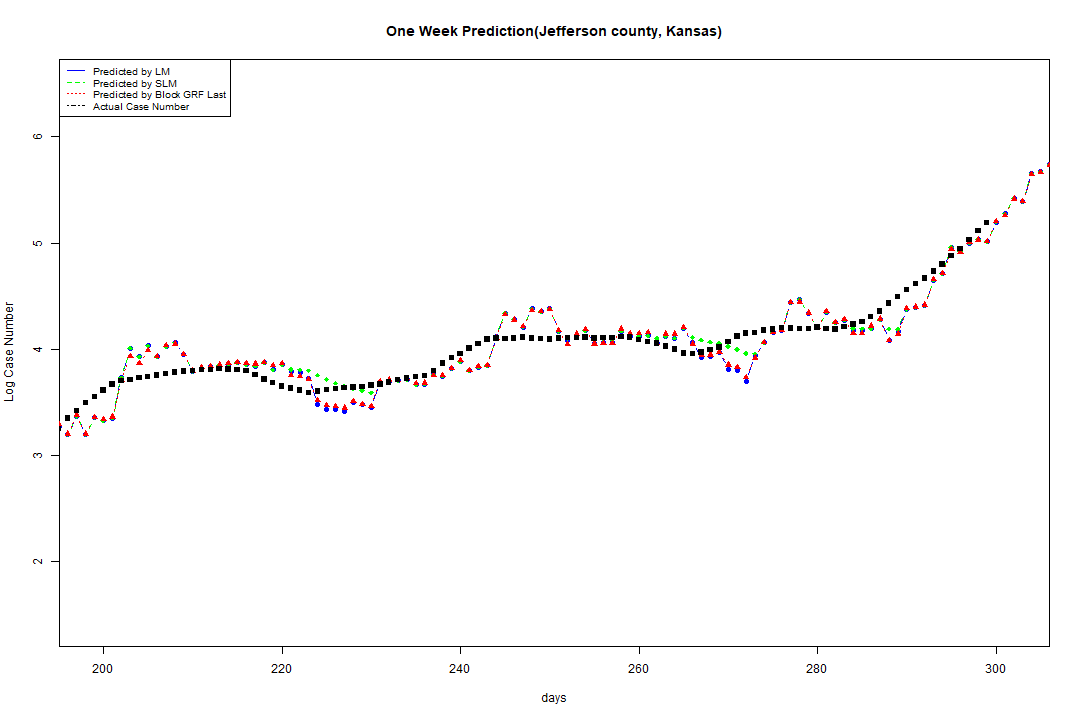 One Week Prediction(Jefferson county, Kansas)
Predicted by LM
Predicted by SLM
Predicted by Block GRF Last
Actual Case Number
6
5
4
3
2
Log Case Number
200 220 240 260 280 300
days